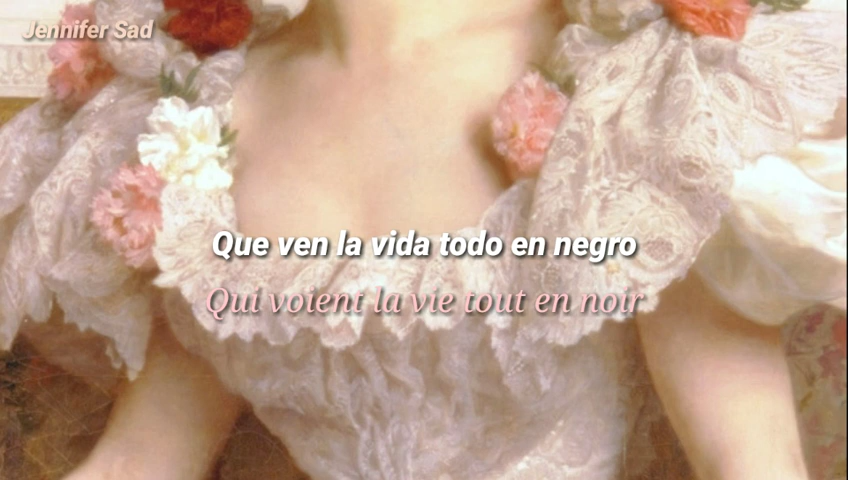 Jennifer Sad
Que ven la vida todo en negro
Qui voient la vie tout en noir